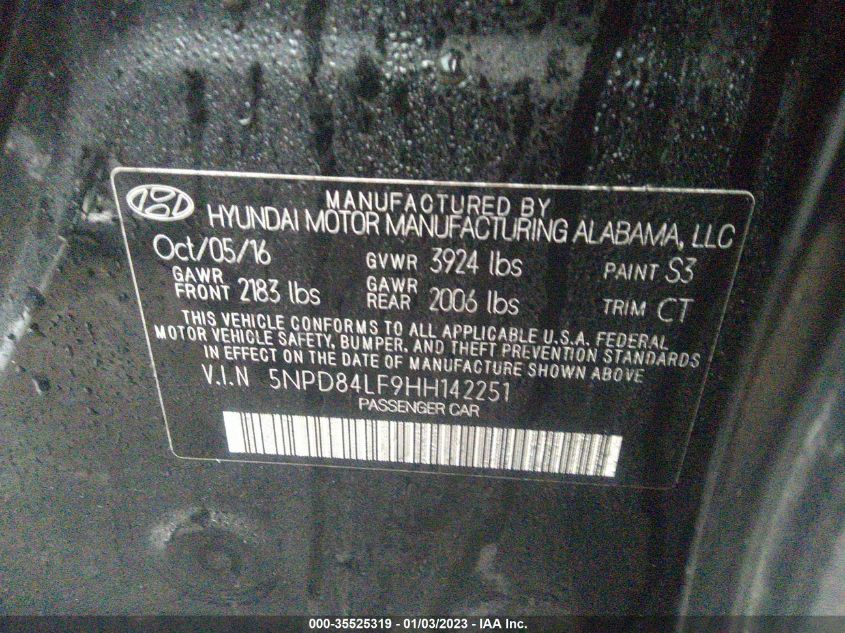 MANUFACTURED BY
HYUNDAI MOTOR MANUFACTURING ALABAMA, LLC
Oct/05/16 GVWR 3924 lbs PAINT S3
GAWR FRONT 2183 lbs GAWR REAR 2006 lbs TRIM CT
THIS VEHICLE CONFORMS TO ALL APPLICABLE U.S.A. FEDERAL
MOTOR VEHICLE SAFETY, BUMPER, AND THEFT PREVENTION STANDARDS
IN EFFECT ON THE DATE OF MANUFACTURE SHOWN ABOVE
V.I.N 5NPD84LF9HH142251
PASSENGER CAR
000-35525319 - 01/03/2023 - IAA Inc.